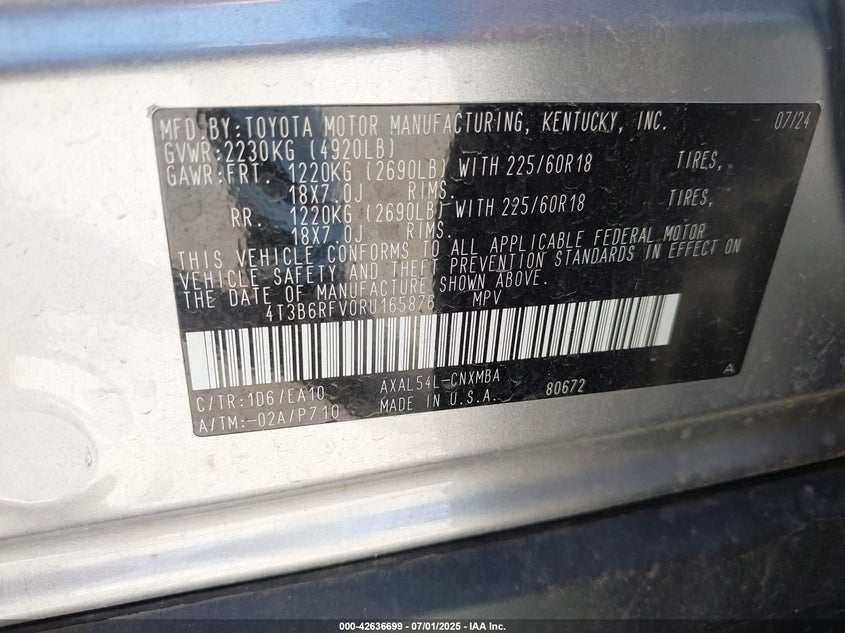 MFD.BY:TOYOTA MOTOR MANUFACTURING, KENTUCKY, INC. 07/24
GVWR:2230KG (4920LB)
GAWR:FRT. 1220KG (2690LB) WITH 225/60R18 TIRES,
18X7.0J RIMS.
RR. 1220KG (2690LB) WITH 225/60R18 TIRES,
18X7.0J RIMS.
THIS VEHICLE CONFORMS TO ALL APPLICABLE FEDERAL MOTOR
VEHICLE SAFETY AND THEFT PREVENTION STANDARDS IN EFFECT ON
THE DATE OF MANUFACTURE SHOWN ABOVE.
4T3B6RFV0RU165876 MPV
C/TR:1D6/EA10 AXAL54L-CNXMBA 80672 A
A/TM:-02A/P710 MADE IN U.S.A.
000-42636699 / 07/01/2025 - IAA Inc.